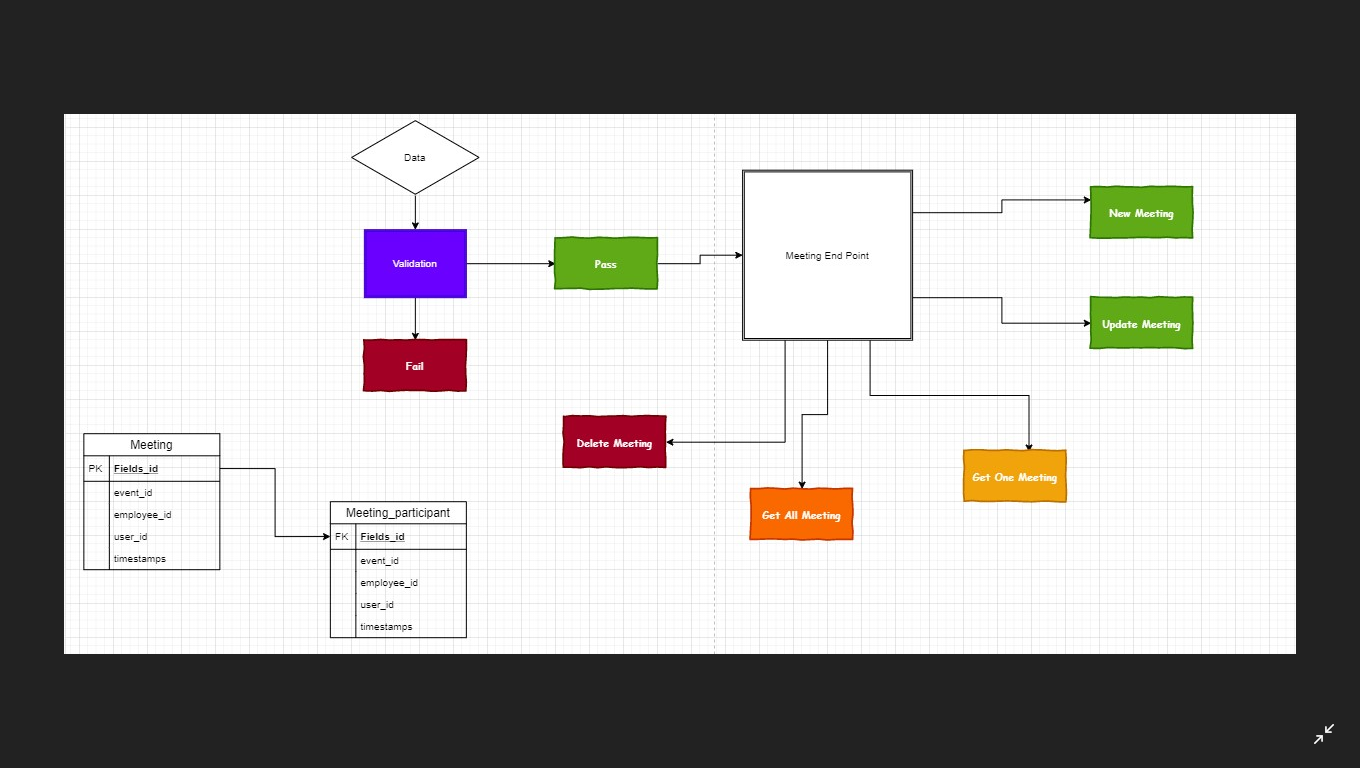 Data
Validation
Pass
Fail
Meeting End Point
New Meeting
Update Meeting
Delete Meeting
Get All Meeting
Get One Meeting
Meeting
PK Fields_id
event_id
employee_id
user_id
timestamps
Meeting_participant
FK Fields_id
event_id
employee_id
user_id
timestamps